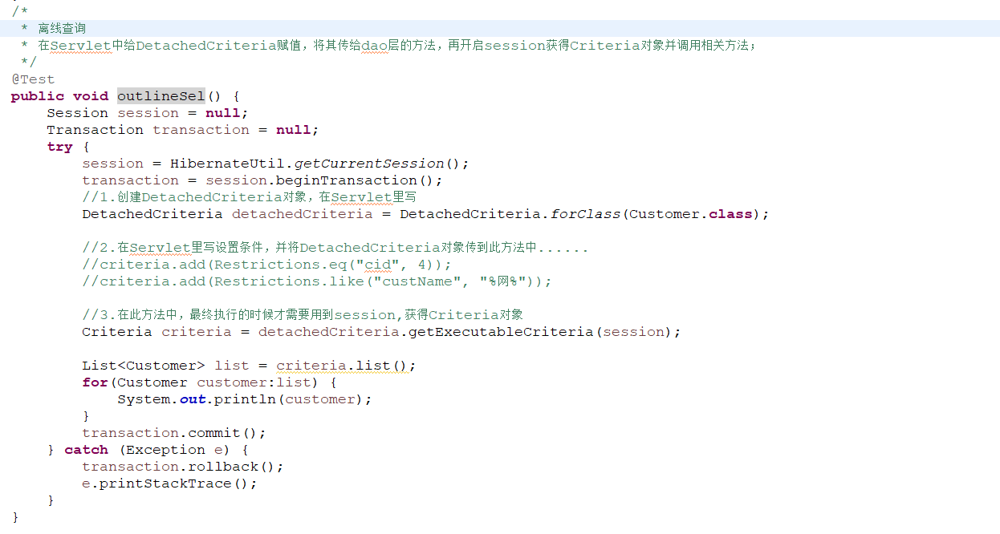 /*
 * 离线查询
 * 在Servlet中给DetachedCriteria赋值，将其传给dao层的方法，再开启session获得Criteria对象并调用相关方法；
 */
@Test
public void outlineSel() {
    Session session = null;
    Transaction transaction = null;
    try {
        session = HibernateUtil.getCurrentSession();
        transaction = session.beginTransaction();
        //1.创建DetachedCriteria对象，在Servlet里写
        DetachedCriteria detachedCriteria = DetachedCriteria.forClass(Customer.class);
        //2.在Servlet里写设置条件，并将DetachedCriteria对象传到此方法中......
        //criteria.add(Restrictions.eq("cid", 4));
        //criteria.add(Restrictions.like("custName", "%网%"));
        //3.在此方法中，最终执行的时候才需要用到session,获得Criteria对象
        Criteria criteria = detachedCriteria.getExecutableCriteria(session);
        List<Customer> list = criteria.list();
        for(Customer customer:list) {
            System.out.println(customer);
        }
        transaction.commit();
    } catch (Exception e) {
        transaction.rollback();
        e.printStackTrace();
    }
}